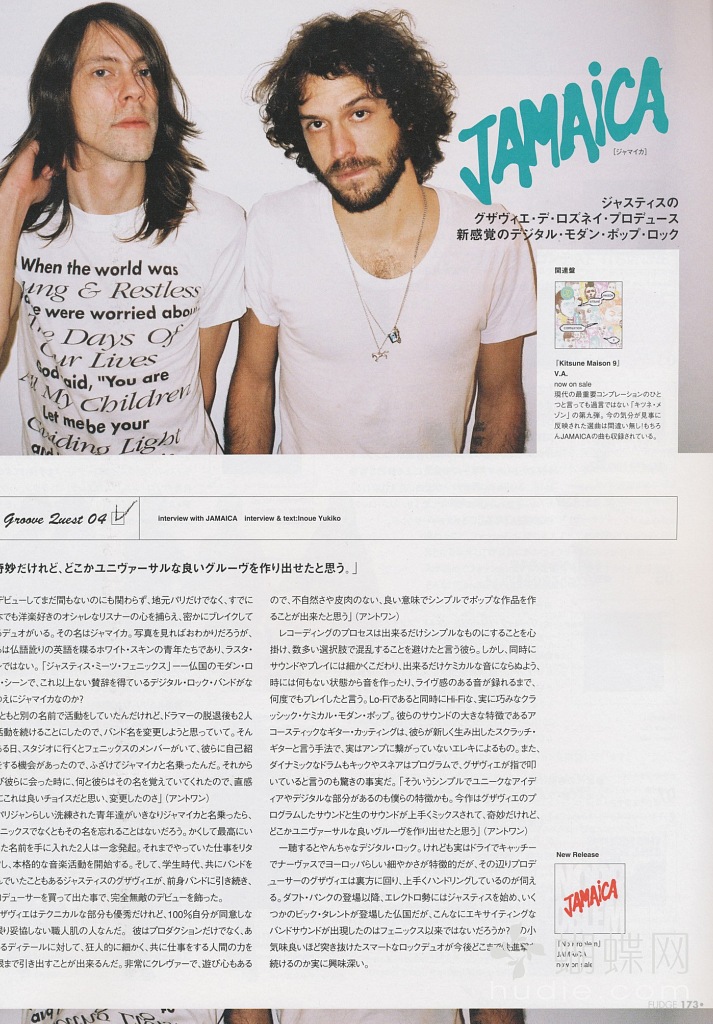 JAMAICA
[ジャマイカ]
ジャスティスの
グザヴィエ・デ・ロズネイ・プロデュース
新感覚のデジタル・モダン・ポップ・ロック
When the world was
& Restless
we were worried about
Days Of
Our Lives
God said, "You are
All My Children
Let me be your
Guiding Light
関連盤
『Kitsune Maison 9』
V.A.
now on sale
現代の最重要コンプレーションのひと
つと言っても過言ではない「キツネ・メ
ゾン」の第九弾。今の気分が見事に
反映された選曲は間違い無し!もちろ
んJAMAICAの曲も収録されている。
Groove Quest 04
interview with JAMAICA interview & text:Inoue Yukiko
奇妙だけれど、どこかユニヴァーサルな良いグルーヴを作り出せたと思う。」
デビューしてまだ間もないのにも関わらず、地元パリだけでなく、すでに
本でも洋楽好きのオシャレなリスナーの心を捕らえ、密かにブレイクして
るデュオがいる。その名はジャマイカ。写真を見ればおわかりだろうが、
らは仏語訛りの英語を喋るホワイト・スキンの青年たちであり、ラスタ・
ンではない。「ジャスティス・ミーツ・フェニックス」ーー仏国のモダン・ロ
・シーンで、これ以上ない賛辞を得ているデジタル・ロック・バンドがな
ゆえにジャマイカなのか?
ともと別の名前で活動をしていたんだけれど、ドラマーの脱退後も2人
活動を続けることにしたので、バンド名を変更しようと思っていて。そん
ある日、スタジオに行くとフェニックスのメンバーがいて、彼らに自己紹
をする機会があったので、ふざけてジャマイカと名乗ったんだ。それから
び彼らに会った時に、何と彼らはその名を覚えていてくれたので、直感
にこれは良いチョイスだと思い、変更したのさ」(アントワン)
パリジャンらしい洗練された青年達がいきなりジャマイカと名乗ったら、
ェニックスでなくともその名を忘れることはないだろう。かくして最高にい
た名前を手に入れた2人は一念発起。それまでやっていた仕事をリタ
し、本格的な音楽活動を開始する。そして、学生時代、共にバンドを
んでいたこともあるジャスティスのグザヴィエが、前身バンドに引き続き、
ロデューサーを買って出た事で、完全無敵のデビューを飾った。
ザヴィエはテクニカルな部分も優秀だけれど、100%自分が同意しな
限り妥協しない職人肌の人なんだ。彼はプロダクションだけでなく、あ
るディテールに対して、狂人的に細かく、共に仕事をする人間の力を
限まで引き出すことが出来るんだ。非常にクレヴァーで、遊び心もある
ので、不自然さや皮肉のない、良い意味でシンプルでポップな作品を作
ることが出来たと思う」(アントワン)
レコーディングのプロセスは出来るだけシンプルなものにすることを心
掛け、数多い選択肢で混乱することを避けたと言う彼ら。しかし、同時に
サウンドやプレイには細かくこだわり、出来るだけケミカルな音にならぬよう、
時には何もない状態から音を作ったり、ライヴ感のある音が録れるまで、
何度でもプレイしたと言う。Lo-Fiであると同時にHi-Fiな、実に巧みなクラ
ッシック・ケミカル・モダン・ポップ。彼らのサウンドの大きな特徴であるア
コースティックなギター・カッティングは、彼らが新しく生み出したスクラッチ・
ギターと言う手法で、実はアンプに繋がっていないエレキによるもの。また、
ダイナミックなドラムもキックやスネアはプログラムで、グザヴィエが指で叩
いていると言うのも驚きの事実だ。「そういうシンプルでユニークなアイデ
ィアやデジタルな部分があるのも僕らの特徴かも。今作はグザヴィエのプ
ログラムしたサウンドと生のサウンドが上手くミックスされて、奇妙だけれど、
どこかユニヴァーサルな良いグルーヴを作り出せたと思う」(アントワン)
一聴するとやんちゃなデジタル・ロック。けれども実はドライでキャッチー
でナーヴァスでヨーロッパらしい細やかさが特徴的だが、その辺りプロデ
ューサーのグザヴィエは裏方に回り、上手くハンドリングしているのが伺え
る。ダフト・パンクの登場以降、エレクトロ勢にはジャスティスを始め、いく
つかのビック・タレントが登場した仏国だが、こんなにエキサイティングな
バンドサウンドが出現したのはフェニックス以来ではないだろうか?この小
気味良いほど突き抜けたスマートなロックデュオが今後どこまでも進撃を
続けるのか実に興味深い。
New Release
JAMAICA
『No Problem』
JAMAICA
now on sale
蝴蝶网
hudie.com
FUDGE 173